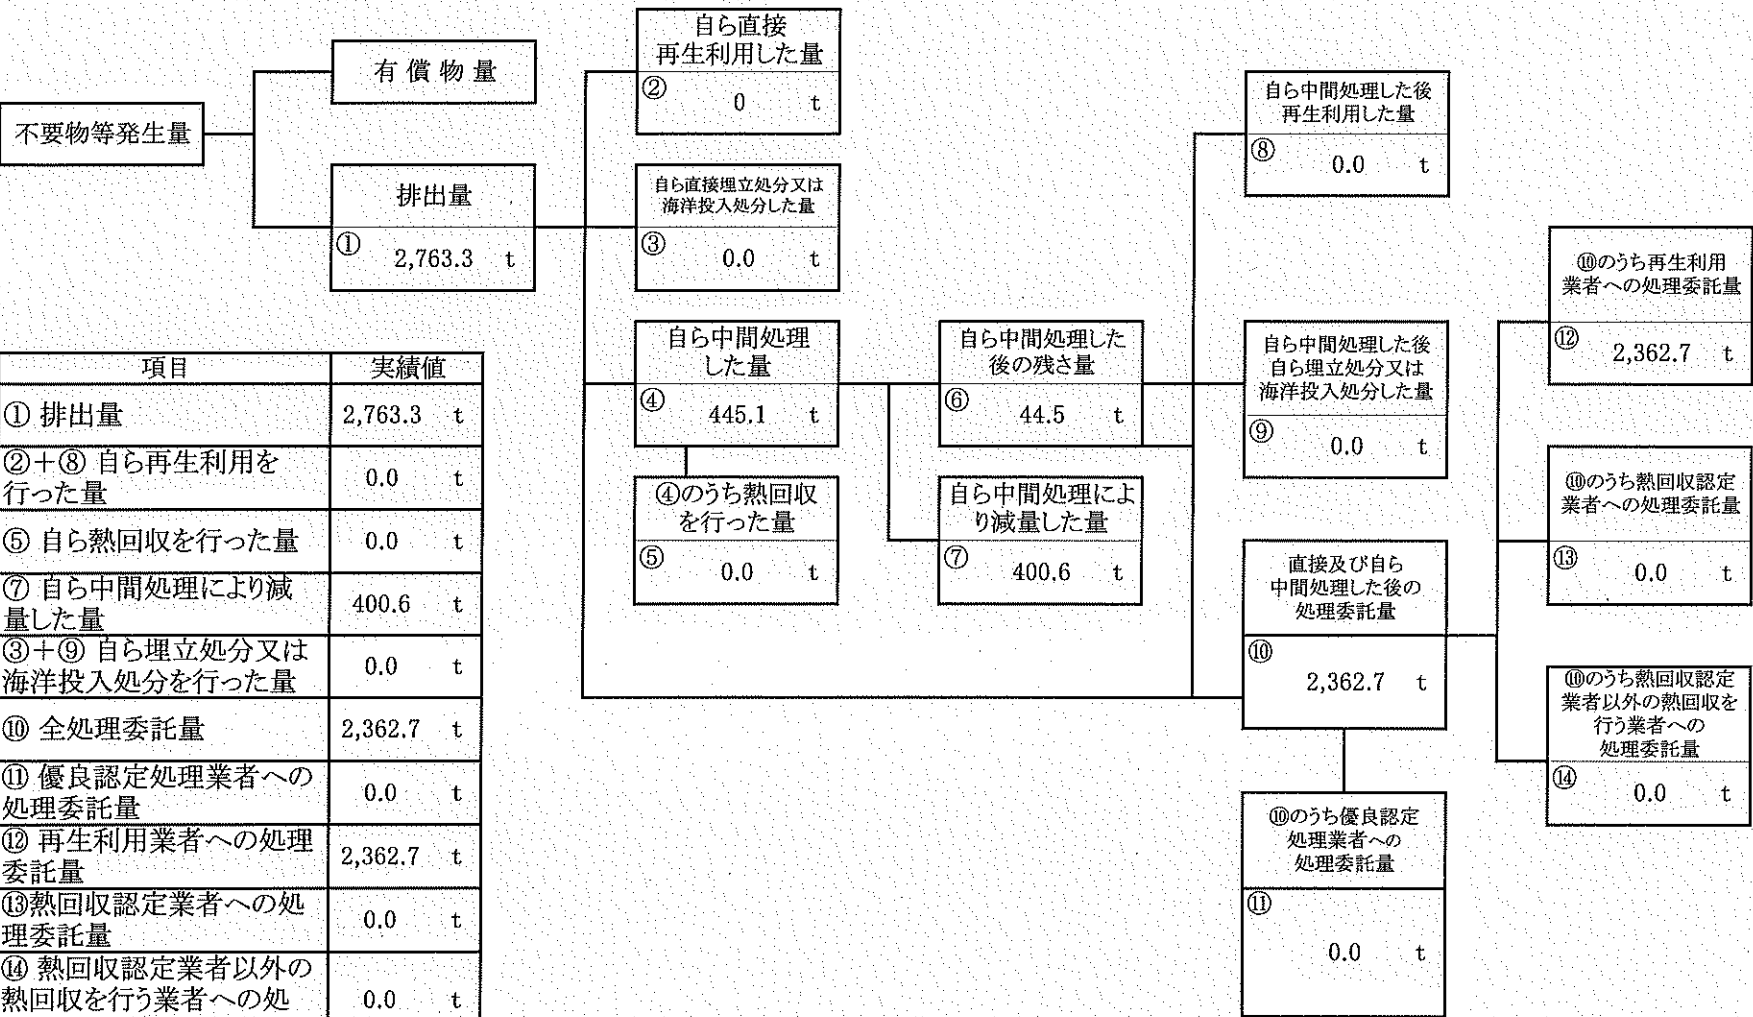 不要物等発生量
有償物量
排出量
① 2,763.3 t
自ら直接
再生利用した量
② 0 t
自ら直接埋立処分又は
海洋投入処分した量
③ 0.0 t
自ら中間処理
した量
④ 445.1 t
④のうち熱回収
を行った量
⑤ 0.0 t
自ら中間処理した
後の残さ量
⑥ 44.5 t
自ら中間処理によ
り減量した量
⑦ 400.6 t
自ら中間処理した後
再生利用した量
⑧ 0.0 t
自ら中間処理した後
自ら埋立処分又は
海洋投入処分した量
⑨ 0.0 t
直接及び自ら
中間処理した後の
処理委託量
⑩ 2,362.7 t
⑩のうち優良認定
処理業者への
処理委託量
⑪ 0.0 t
⑩のうち再生利用
業者への処理委託量
⑫ 2,362.7 t
⑩のうち熱回収認定
業者への処理委託量
⑬ 0.0 t
⑩のうち熱回収認定
業者以外の熱回収を
行う業者への
処理委託量
⑭ 0.0 t
項目 実績値
① 排出量 2,763.3 t
②+⑧ 自ら再生利用を
行った量 0.0 t
⑤ 自ら熱回収を行った量 0.0 t
⑦ 自ら中間処理により減
量した量 400.6 t
③+⑨ 自ら埋立処分又は
海洋投入処分を行った量 0.0 t
⑩ 全処理委託量 2,362.7 t
⑪ 優良認定処理業者への
処理委託量 0.0 t
⑫ 再生利用業者への処理
委託量 2,362.7 t
⑬熱回収認定業者への処
理委託量 0.0 t
⑭ 熱回収認定業者以外の
熱回収を行う業者への処 0.0 t